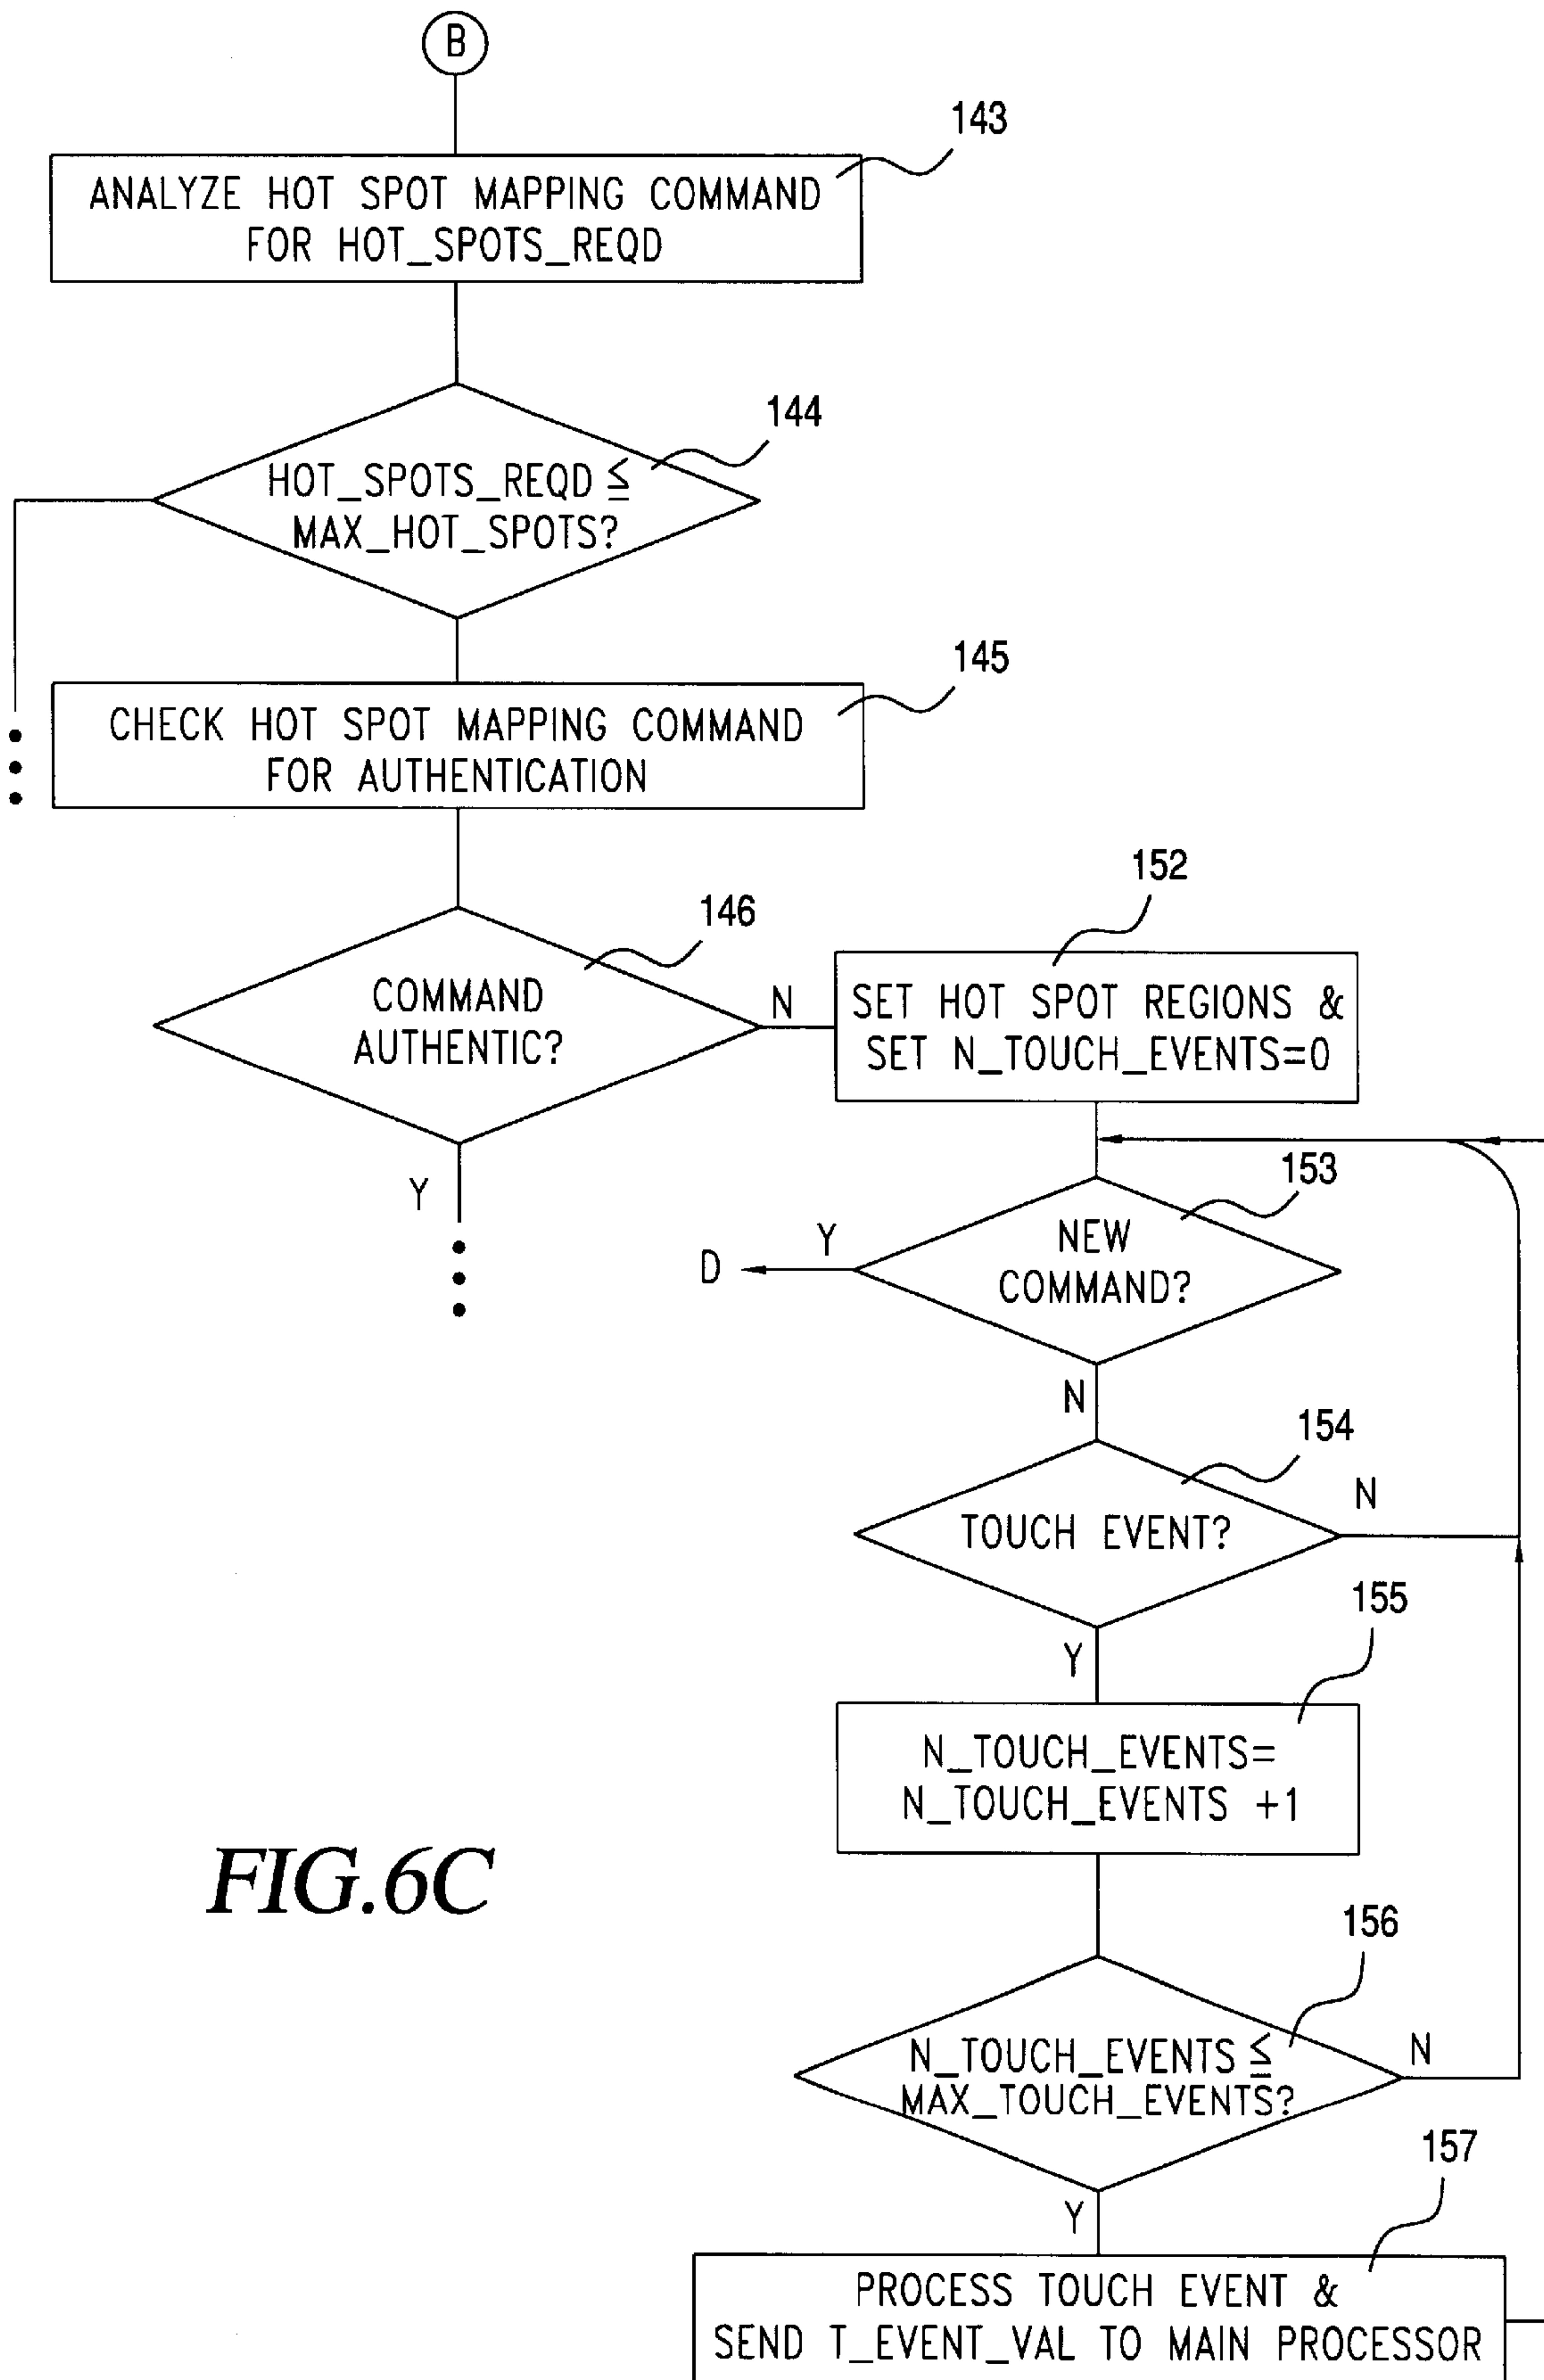 B
143
ANALYZE HOT SPOT MAPPING COMMAND
FOR HOT_SPOTS_REQD
144
HOT_SPOTS_REQD ≤
MAX_HOT_SPOTS?
145
CHECK HOT SPOT MAPPING COMMAND
FOR AUTHENTICATION
146
COMMAND
AUTHENTIC?
N
Y
152
SET HOT SPOT REGIONS &
SET N_TOUCH_EVENTS=0
153
NEW
COMMAND?
Y
D
N
154
TOUCH EVENT?
N
Y
155
N_TOUCH_EVENTS=
N_TOUCH_EVENTS +1
156
N_TOUCH_EVENTS ≤
MAX_TOUCH_EVENTS?
N
Y
157
PROCESS TOUCH EVENT &
SEND T_EVENT_VAL TO MAIN PROCESSOR
FIG.6C